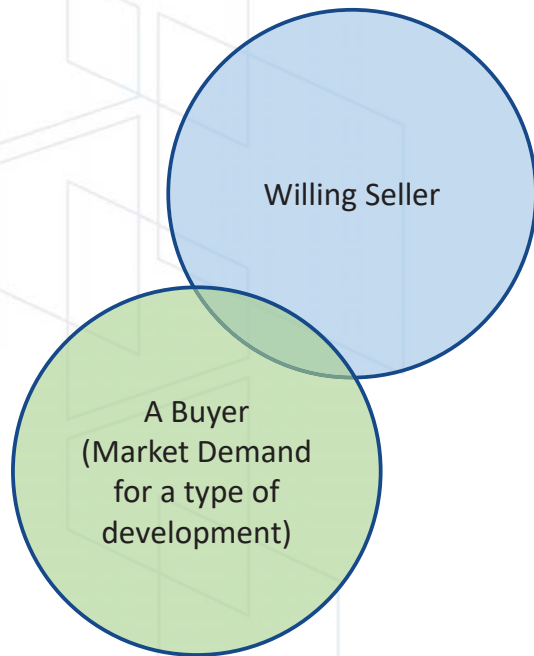 Willing Seller
A Buyer
(Market Demand
for a type of
development)